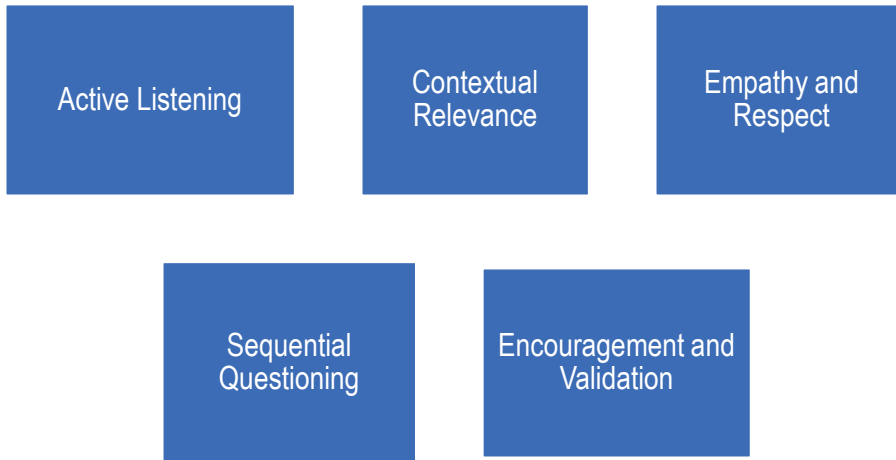 Active Listening
Contextual
Relevance
Empathy and
Respect
Sequential
Questioning
Encouragement and
Validation